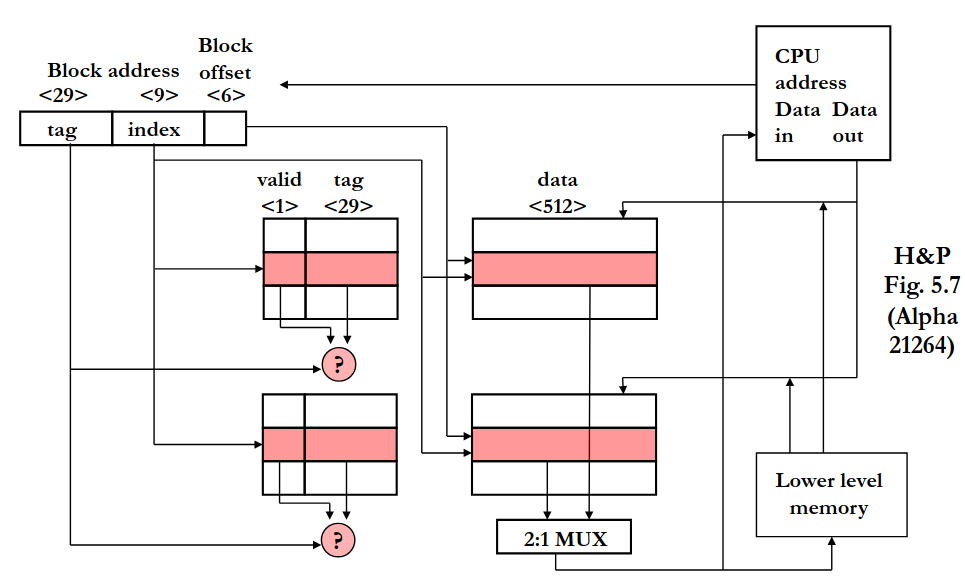 Block address
Block
offset
<29>
<9>
<6>
tag
index
CPU
address
Data Data
in out
valid
<1>
tag
<29>
data
<512>
?
?
2:1 MUX
Lower level
memory
H&P
Fig. 5.7
(Alpha
21264)